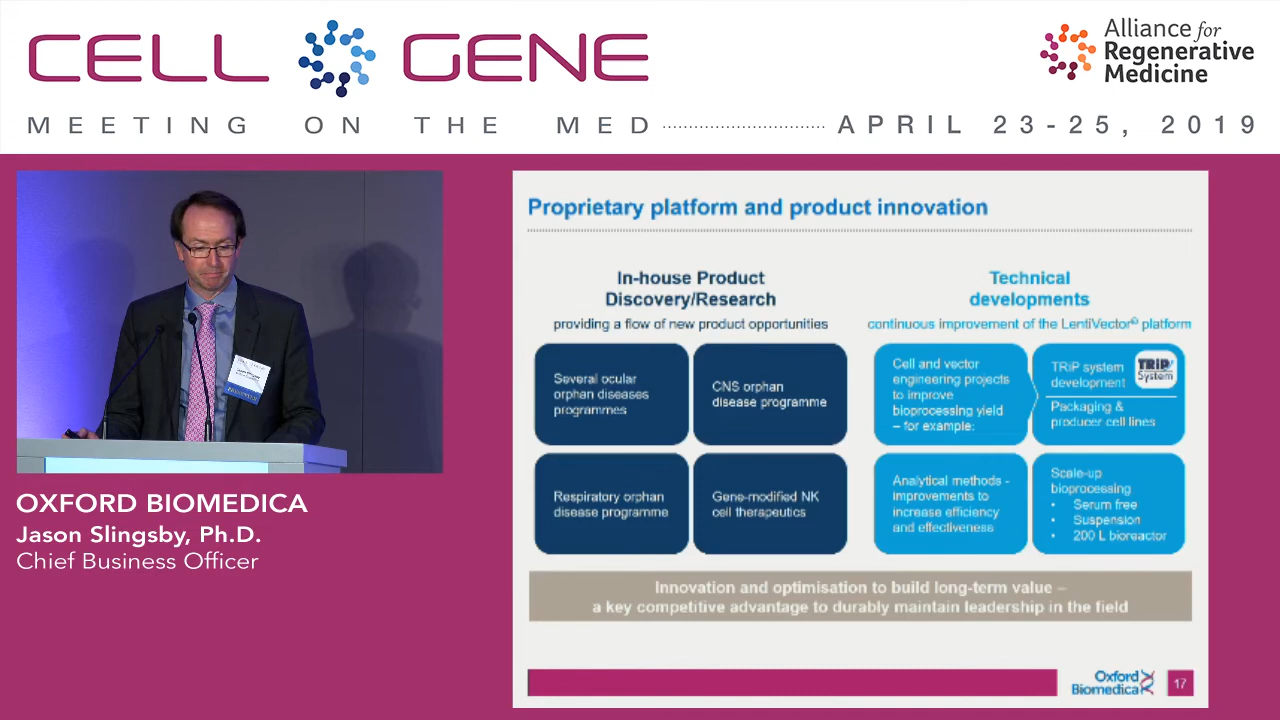 CELL GENE
Alliance for
Regenerative
Medicine
MEETING ON THE MED
APRIL 23-25, 2019
OXFORD BIOMEDICA
Jason Slingsby, Ph.D.
Chief Business Officer
Proprietary platform and product innovation
In-house Product
Discovery/Research
providing a flow of new product opportunities
Several ocular
orphan diseases
programmes
CNS orphan
disease programme
Respiratory orphan
disease programme
Gene-modified NK
cell therapeutics
Technical
developments
continuous improvement of the LentiVector® platform
Cell and vector
engineering projects
to improve
bioprocessing yield
– for example:
TRiP system
development
TRiP
System
Packaging &
producer cell lines
Analytical methods -
improvements to
increase efficiency
and effectiveness
Scale-up
bioprocessing
• Serum free
• Suspension
• 200 L bioreactor
Innovation and optimisation to build long-term value –
a key competitive advantage to durably maintain leadership in the field
Oxford
Biomedica
17